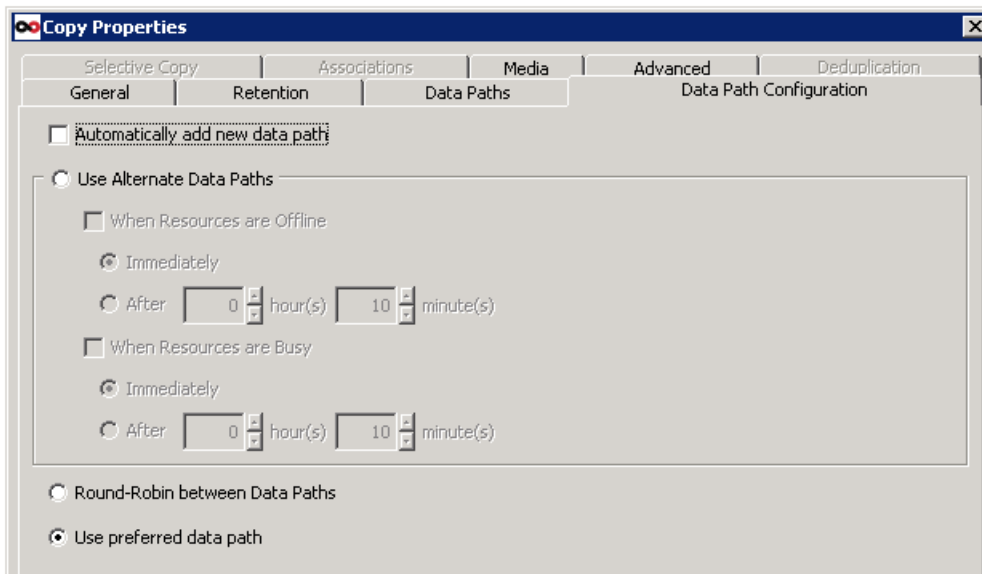 Copy Properties
Selective Copy Associations Media Advanced Deduplication
General Retention Data Paths Data Path Configuration
Automatically add new data path
Use Alternate Data Paths
When Resources are Offline
Immediately
After 0 hour(s) 10 minute(s)
When Resources are Busy
Immediately
After 0 hour(s) 10 minute(s)
Round-Robin between Data Paths
Use preferred data path